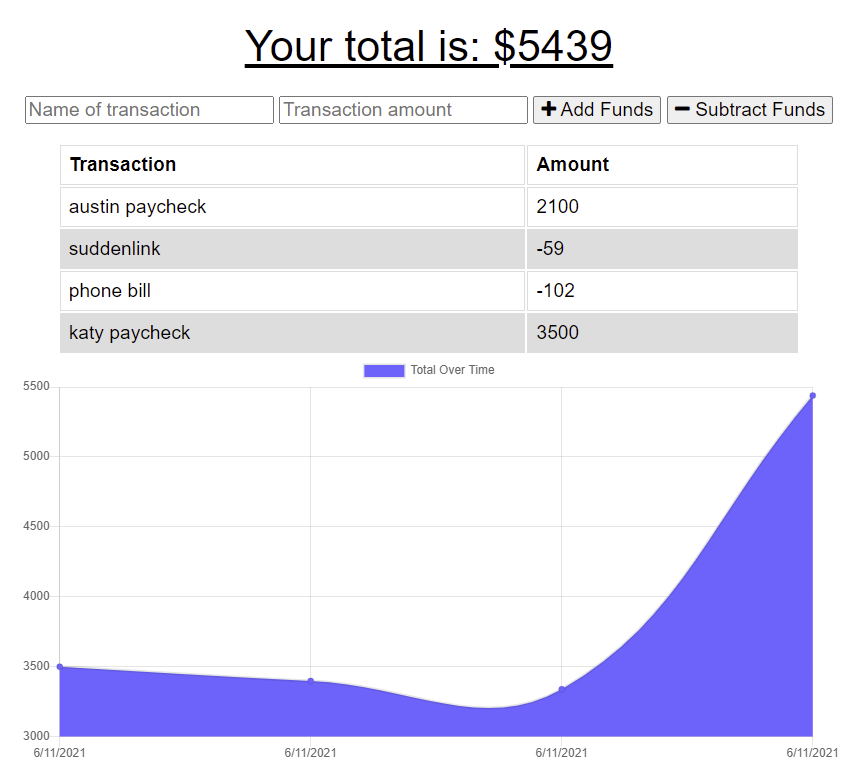 Your total is: $5439
Name of transaction Transaction amount Add Funds Subtract Funds
Transaction Amount
austin paycheck 2100
suddenlink -59
phone bill -102
katy paycheck 3500
Total Over Time
5500
5000
4500
4000
3500
3000
6/11/2021 6/11/2021 6/11/2021 6/11/2021